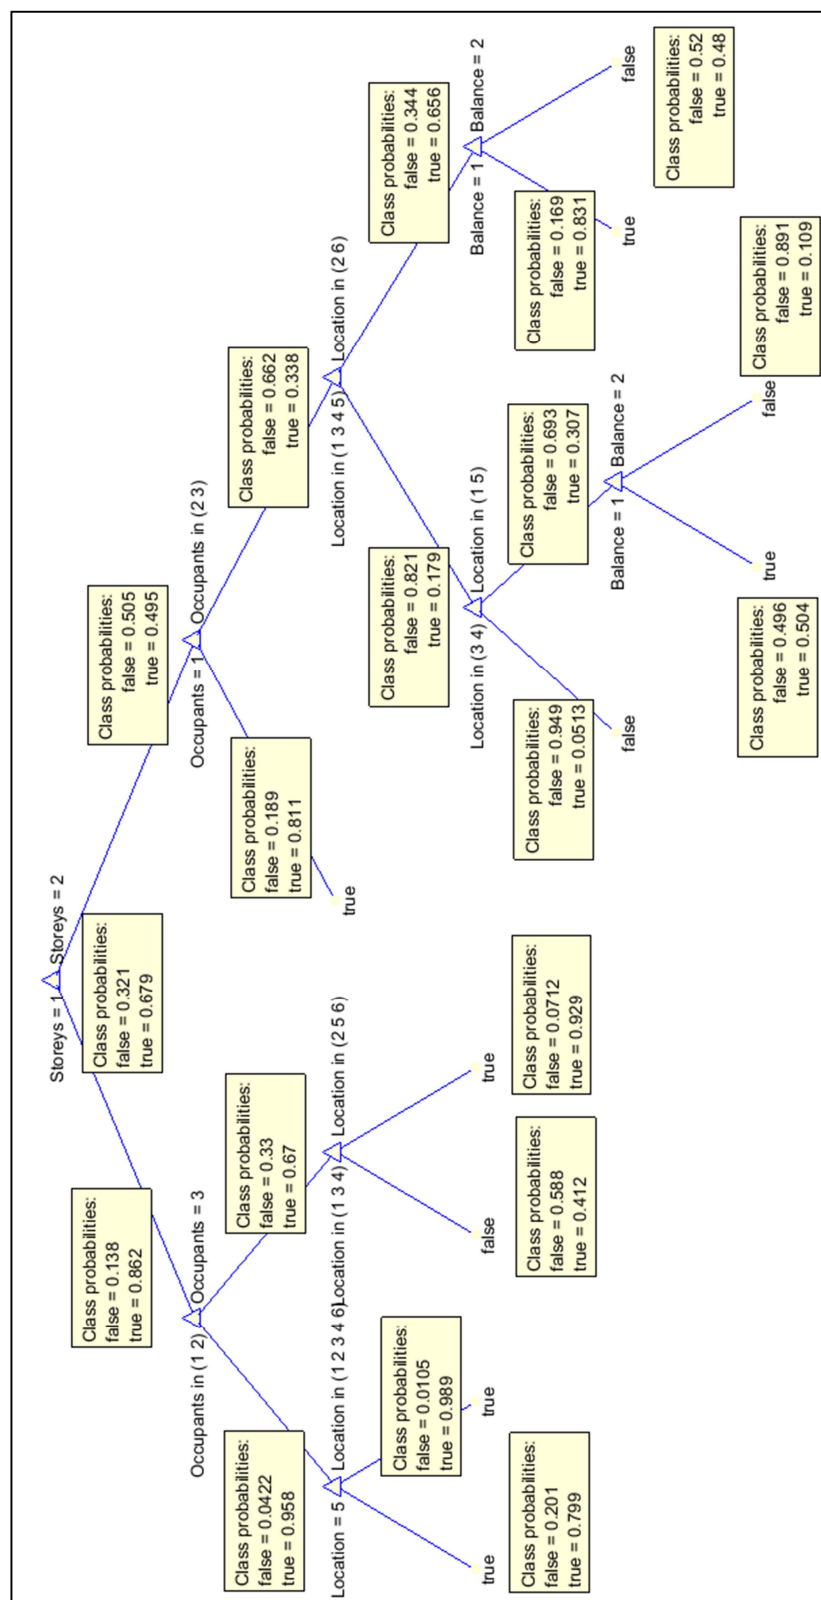 Storeys = 1
Storeys = 2
Class probabilities:
false = 0.321
true = 0.679
Class probabilities:
false = 0.138
true = 0.862
Class probabilities:
false = 0.505
true = 0.495
Occupants in (1 2)
Occupants = 3
Occupants = 1
Occupants in (2 3)
Class probabilities:
false = 0.0422
true = 0.958
Class probabilities:
false = 0.33
true = 0.67
Class probabilities:
false = 0.189
true = 0.811
Class probabilities:
false = 0.662
true = 0.338
Location = 5
Location in (1 2 3 4 6)
Location in (1 3 4)
Location in (2 5 6)
true
Location in (1 3 4 5)
Location in (2 6)
Class probabilities:
false = 0.0105
true = 0.989
Class probabilities:
false = 0.821
true = 0.179
Class probabilities:
false = 0.344
true = 0.656
true
true
false
true
Location in (3 4)
Location in (1 5)
Balance = 1
Balance = 2
Class probabilities:
false = 0.201
true = 0.799
Class probabilities:
false = 0.588
true = 0.412
Class probabilities:
false = 0.0712
true = 0.929
Class probabilities:
false = 0.949
true = 0.0513
Class probabilities:
false = 0.693
true = 0.307
Class probabilities:
false = 0.169
true = 0.831
false
Balance = 1
Balance = 2
true
false
Class probabilities:
false = 0.52
true = 0.48
true
false
Class probabilities:
false = 0.496
true = 0.504
Class probabilities:
false = 0.891
true = 0.109